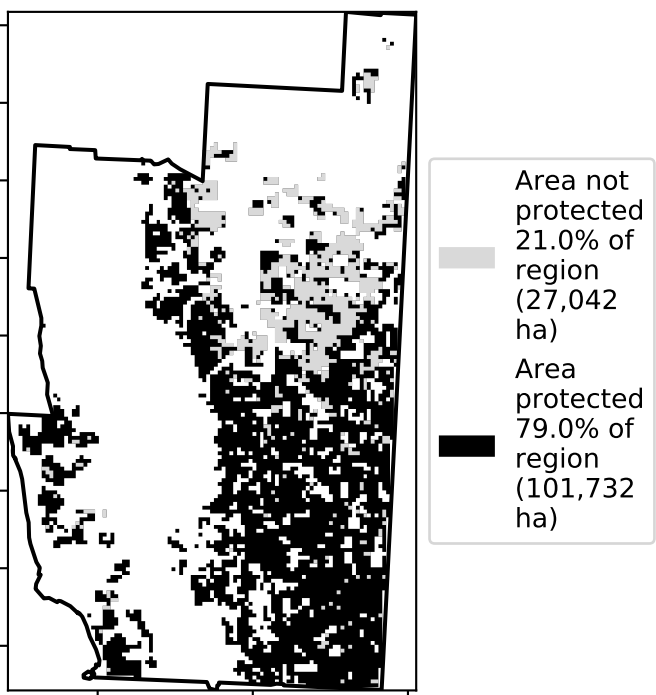 Area not
protected
21.0% of
region
(27,042
ha)
Area
protected
79.0% of
region
(101,732
ha)